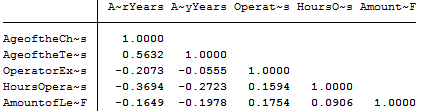 A~rYears A~yYears Operat~s HoursO~s Amount~F
AgeoftheCh~s 1.0000
AgeoftheTe~s 0.5632 1.0000
OperatorEx~s -0.2073 -0.0555 1.0000
HoursOpera~s -0.3694 -0.2723 0.1594 1.0000
AmountofLe~F -0.1649 -0.1978 0.1754 0.0906 1.0000